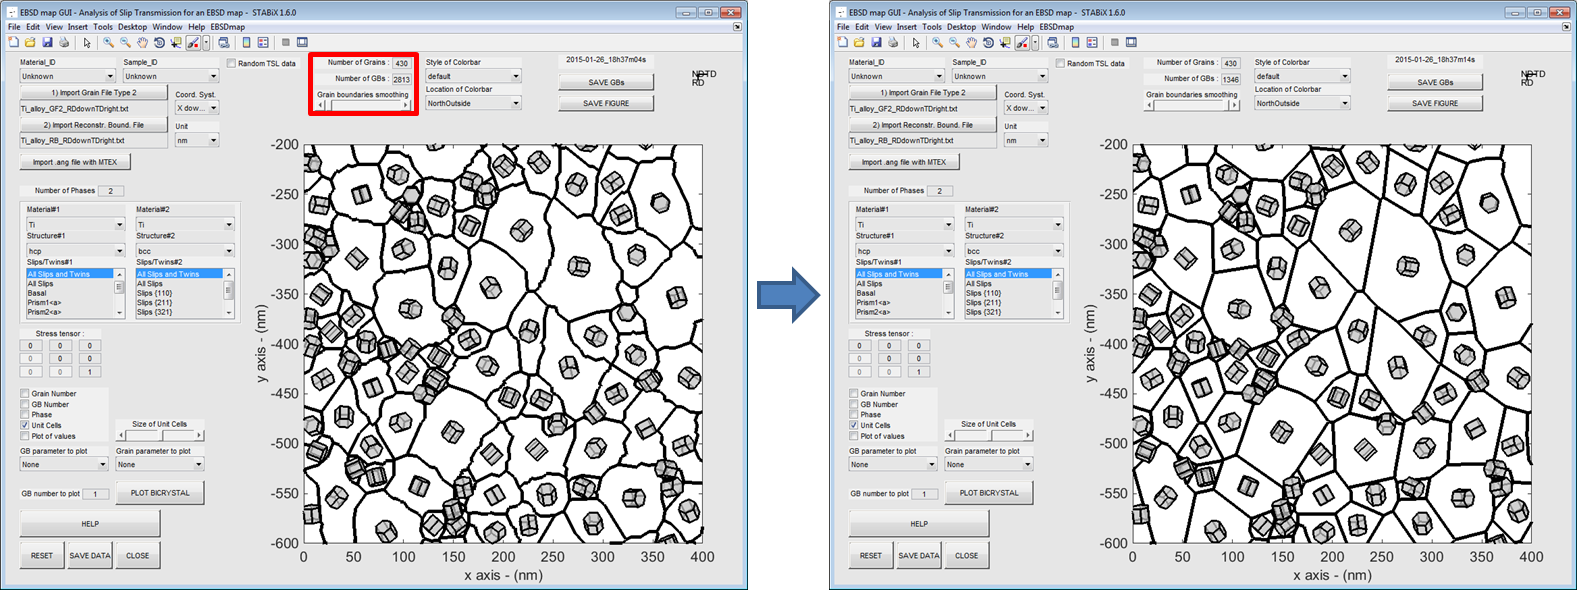 EBSD map GUI - Analysis of Slip Transmission for an EBSD map - STABiX 1.6.0
File Edit View Insert Tools Desktop Window Help EBSDmap
Material_ID
Unknown
Sample_ID
Unknown
Random TSL data
Number of Grains : 430
Number of GBs : 2813
Grain boundaries smoothing
Style of Colorbar
default
Location of Colorbar
NorthOutside
2015-01-26_18h37m04s
SAVE GBs
SAVE FIGURE
1) Import Grain File Type 2
Ti_alloy_GF2_RDdownTDright.txt
2) Import Reconstr. Bound. File
Ti_alloy_RB_RDdownTDright.txt
Import .ang file with MTEX
Coord. Syst.
X dow...
Unit
nm
Number of Phases 2
Material#1
Ti
Structure#1
hcp
Slips/Twins#1
All Slips and Twins
All Slips
Basal
Prism1<a>
Prism2<a>
Material#2
Ti
Structure#2
bcc
Slips/Twins#2
All Slips and Twins
All Slips
Slips {110}
Slips {211}
Slips {321}
Stress tensor :
0 0 0
0 0 0
0 0 1
Grain Number
GB Number
Phase
Unit Cells
Plot of values
Size of Unit Cells
GB parameter to plot
None
Grain parameter to plot
None
GB number to plot 1
PLOT BICRYSTAL
HELP
RESET SAVE DATA CLOSE
-200
-250
-300
-350
-400
-450
-500
-550
-600
y axis - (nm)
0 50 100 150 200 250 300 350 400
x axis - (nm)
EBSD map GUI - Analysis of Slip Transmission for an EBSD map - STABiX 1.6.0
File Edit View Insert Tools Desktop Window Help EBSDmap
Material_ID
Unknown
Sample_ID
Unknown
Random TSL data
Number of Grains : 430
Number of GBs : 1346
Grain boundaries smoothing
Style of Colorbar
default
Location of Colorbar
NorthOutside
2015-01-26_18h37m14s
SAVE GBs
SAVE FIGURE
1) Import Grain File Type 2
Ti_alloy_GF2_RDdownTDright.txt
2) Import Reconstr. Bound. File
Ti_alloy_RB_RDdownTDright.txt
Import .ang file with MTEX
Coord. Syst.
X dow...
Unit
nm
Number of Phases 2
Material#1
Ti
Structure#1
hcp
Slips/Twins#1
All Slips and Twins
All Slips
Basal
Prism1<a>
Prism2<a>
Material#2
Ti
Structure#2
bcc
Slips/Twins#2
All Slips and Twins
All Slips
Slips {110}
Slips {211}
Slips {321}
Stress tensor :
0 0 0
0 0 0
0 0 1
Grain Number
GB Number
Phase
Unit Cells
Plot of values
Size of Unit Cells
GB parameter to plot
None
Grain parameter to plot
None
GB number to plot 1
PLOT BICRYSTAL
HELP
RESET SAVE DATA CLOSE
-200
-250
-300
-350
-400
-450
-500
-550
-600
y axis - (nm)
0 50 100 150 200 250 300 350 400
x axis - (nm)